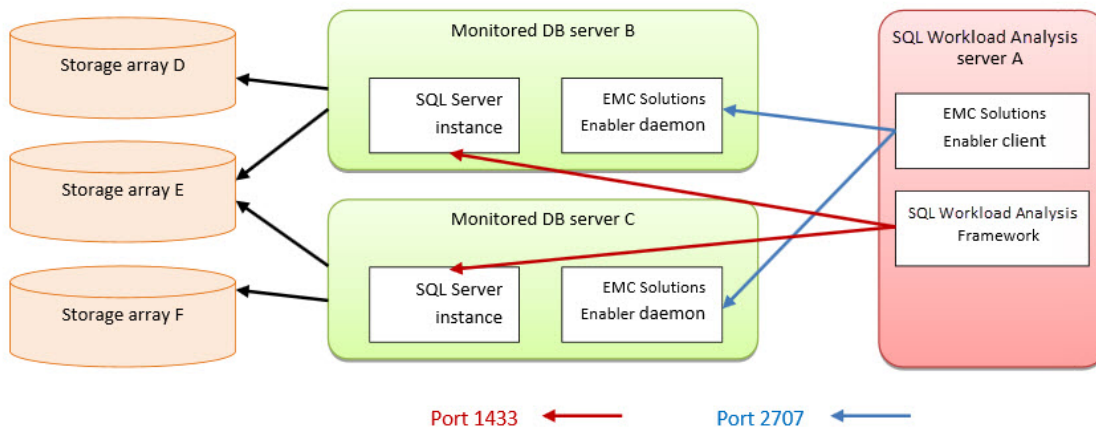 Storage array D
Storage array E
Storage array F
Monitored DB server B
SQL Server
instance
EMC Solutions
Enabler daemon
Monitored DB server C
SQL Server
instance
EMC Solutions
Enabler daemon
SQL Workload Analysis
server A
EMC Solutions
Enabler client
SQL Workload Analysis
Framework
Port 1433
Port 2707